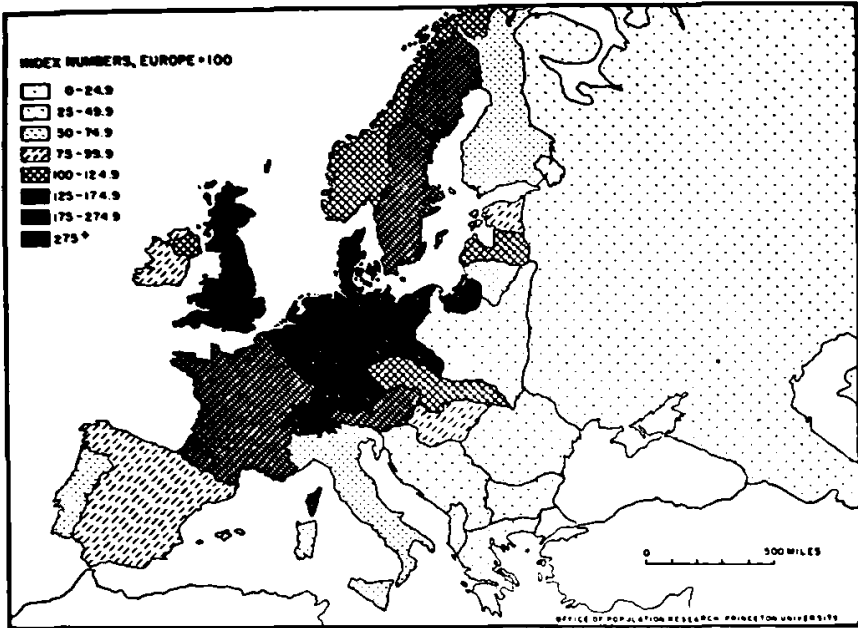 INDEX NUMBERS, EUROPE=100
0-24.9
25-49.9
50-74.9
75-99.9
100-124.9
125-174.9
175-274.9
275+
0 500 MILES
OFFICE OF POPULATION RESEARCH, PRINCETON UNIVERSITY